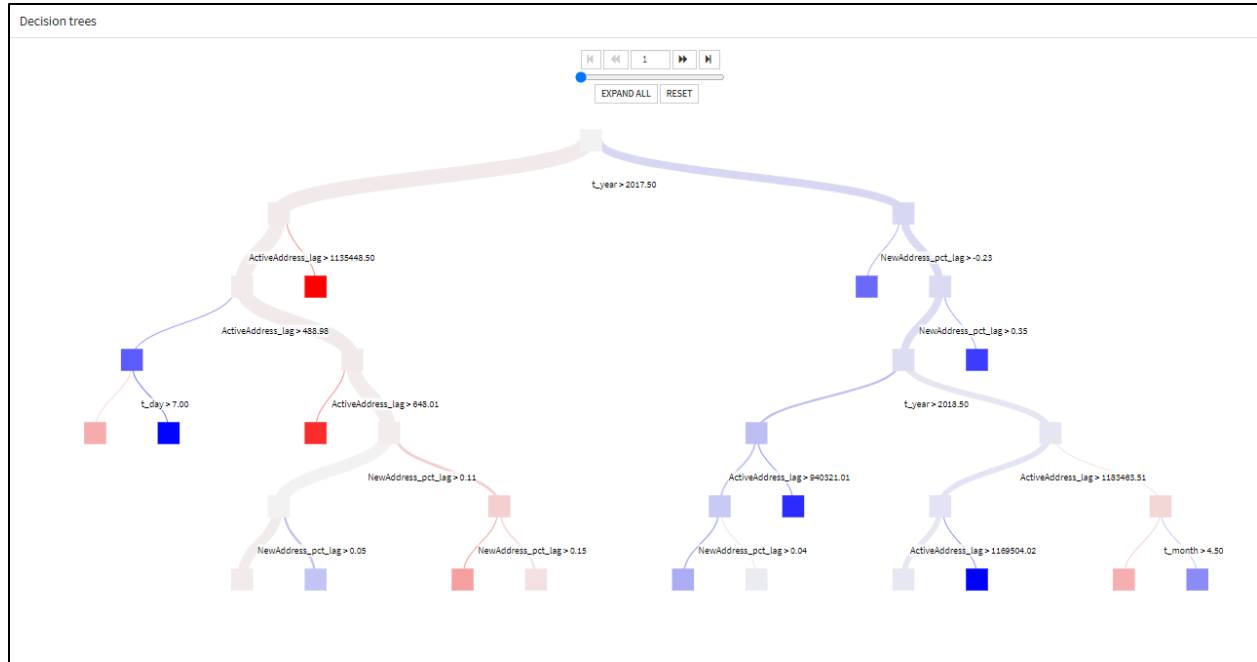 Decision trees
1
EXPAND ALL RESET
t_year > 2017.50
ActiveAddress_lag > 1135448.50
NewAddress_pct_lag > -0.23
ActiveAddress_lag > 488.98
NewAddress_pct_lag > 0.35
t_day > 7.00
ActiveAddress_lag > 648.01
t_year > 2018.50
NewAddress_pct_lag > 0.11
ActiveAddress_lag > 940321.01
ActiveAddress_lag > 1183463.51
NewAddress_pct_lag > 0.05
NewAddress_pct_lag > 0.15
NewAddress_pct_lag > 0.04
ActiveAddress_lag > 1169504.02
t_month > 4.50